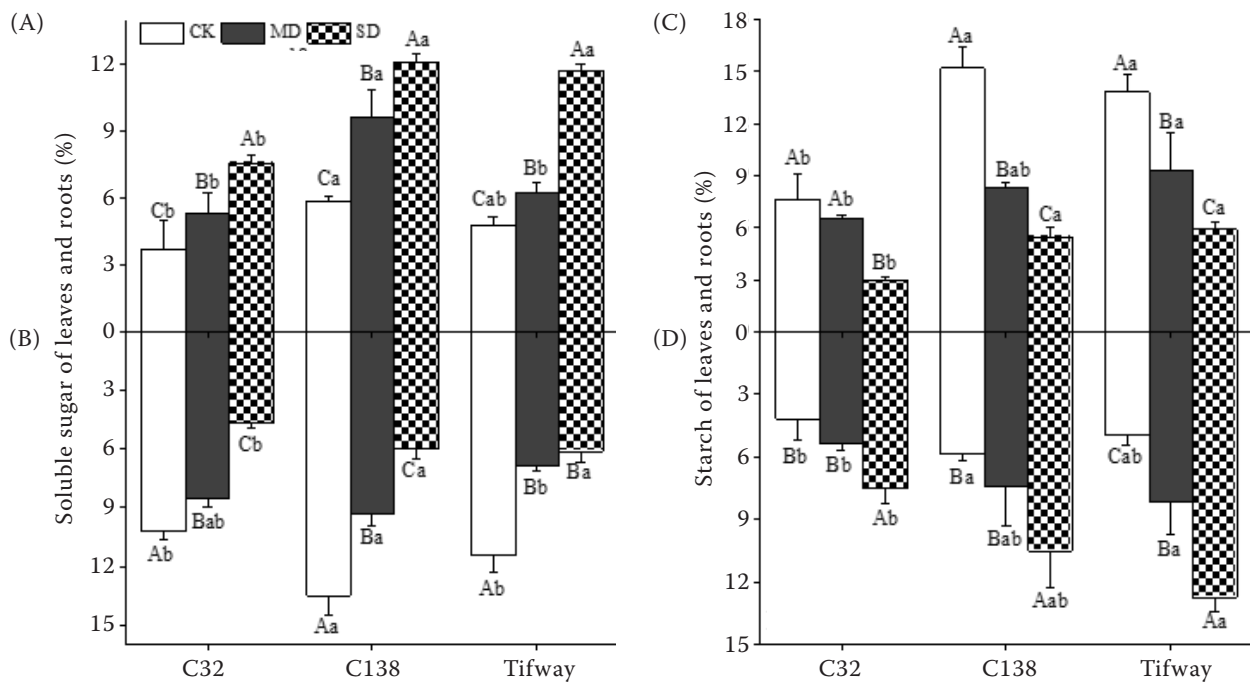 (A)
CK MD SD
Soluble sugar of leaves and roots (%)
12
9
6
3
0
3
6
9
12
15
Cb Bb Ab
Ca Ba Aa
Cab Bb Aa
(B)
Ab Bab Cb
Aa Ba Ca
Ab Bb Ba
C32 C138 Tifway
(C)
Starch of leaves and roots (%)
18
15
12
9
6
3
0
3
6
9
12
15
Ab Ab Bb
Aa Bab Ca
Aa Ba Ca
(D)
Bb Bb Ab
Ba Bab Aab
Cab Ba Aa
C32 C138 Tifway